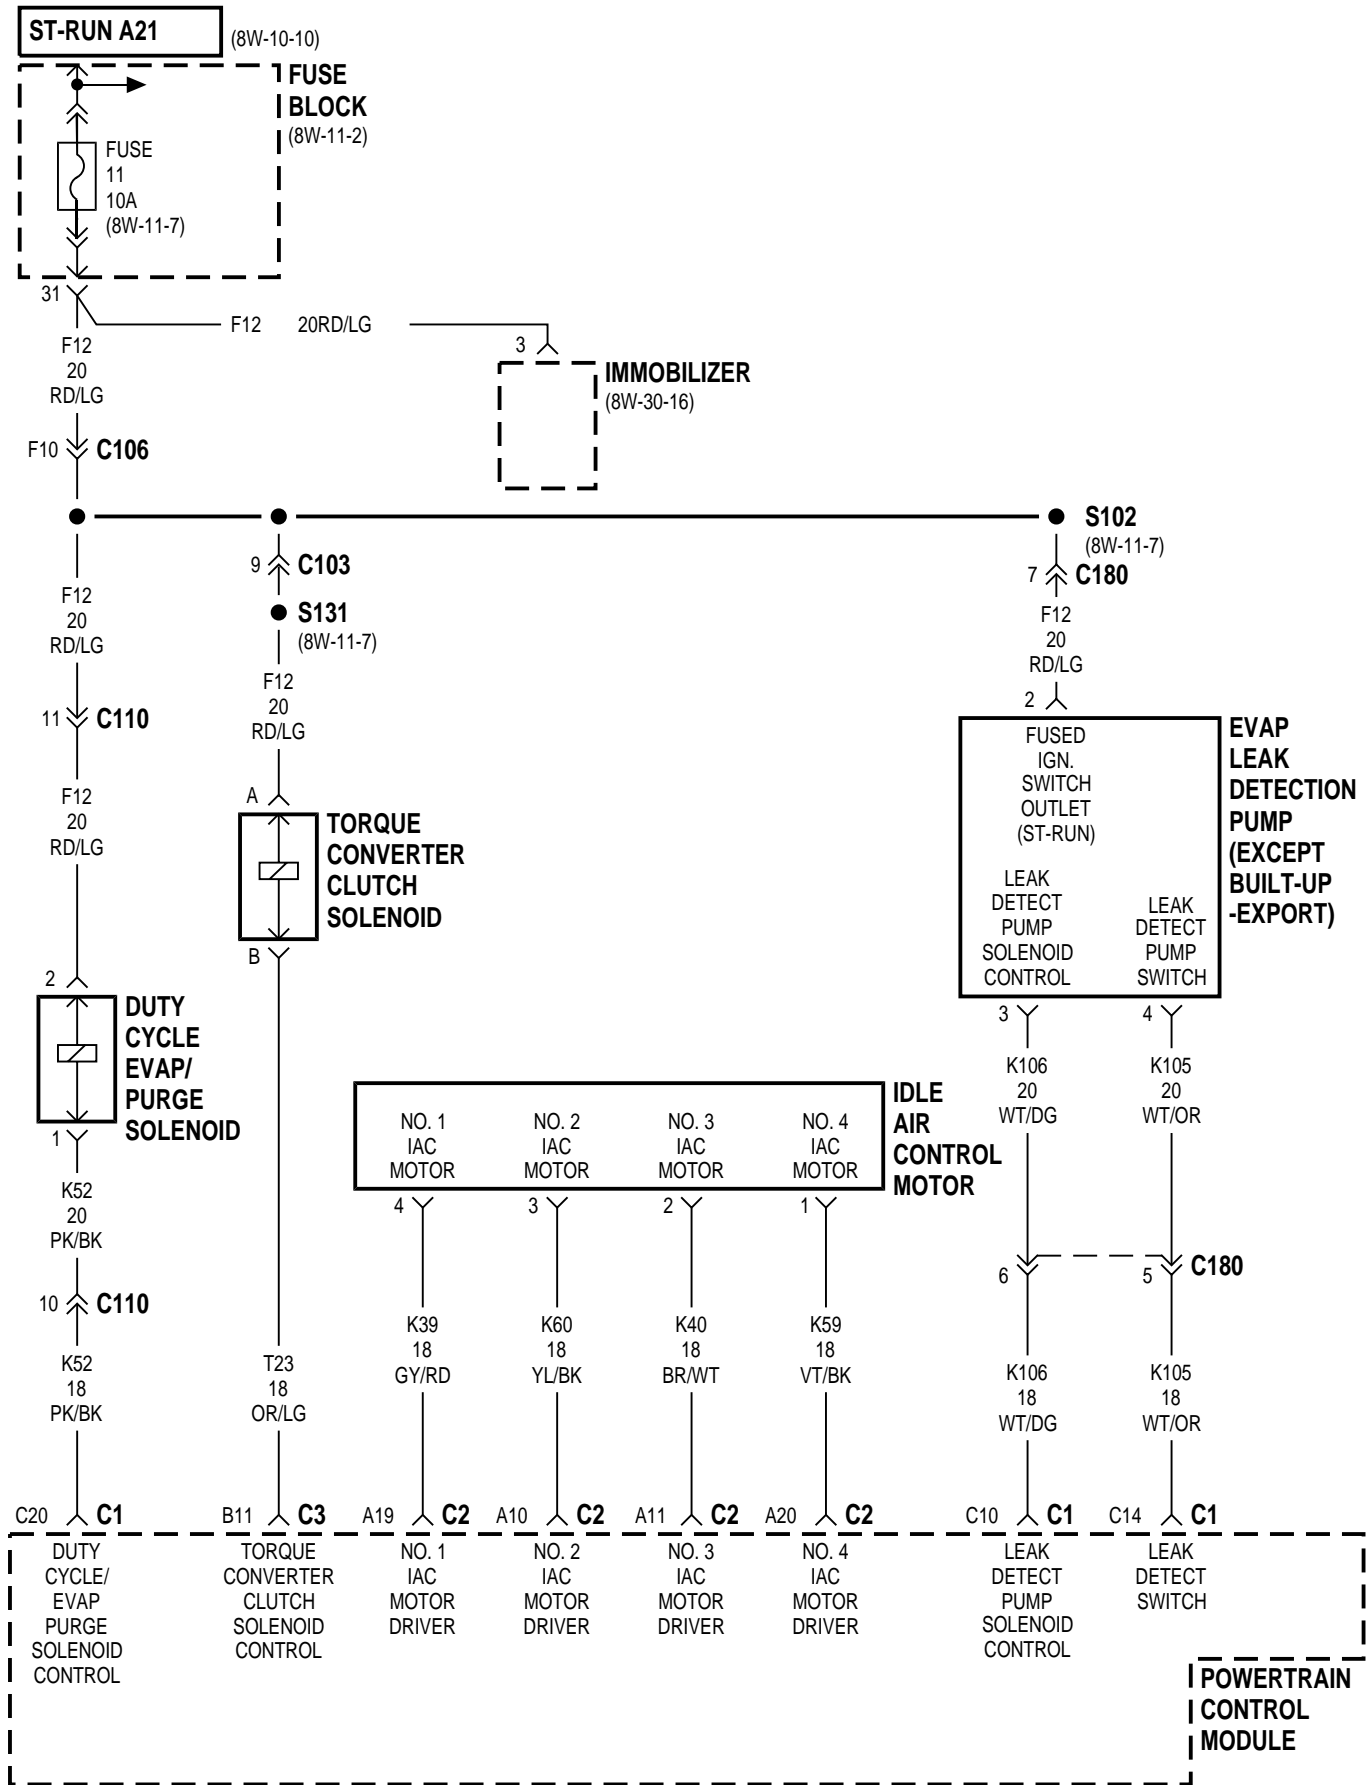 ST-RUN A21
(8W-10-10)
FUSE
BLOCK
(8W-11-2)
FUSE
11
10A
(8W-11-7)
31
F12 20RD/LG
F12
20
RD/LG
3
IMMOBILIZER
(8W-30-16)
F10 C106
S102
(8W-11-7)
9 C103
7 C180
S131
(8W-11-7)
F12
20
RD/LG
F12
20
RD/LG
F12
20
RD/LG
11 C110
2
F12
20
RD/LG
A
TORQUE
CONVERTER
CLUTCH
SOLENOID
B
FUSED
IGN.
SWITCH
OUTLET
(ST-RUN)
LEAK
DETECT
PUMP
SOLENOID
CONTROL
LEAK
DETECT
PUMP
SWITCH
EVAP
LEAK
DETECTION
PUMP
(EXCEPT
BUILT-UP
-EXPORT)
2
DUTY
CYCLE
EVAP/
PURGE
SOLENOID
1
3
4
K106
20
WT/DG
K105
20
WT/OR
NO. 1
IAC
MOTOR
NO. 2
IAC
MOTOR
NO. 3
IAC
MOTOR
NO. 4
IAC
MOTOR
IDLE
AIR
CONTROL
MOTOR
4
3
2
1
K52
20
PK/BK
6
5 C180
10 C110
K52
18
PK/BK
T23
18
OR/LG
K39
18
GY/RD
K60
18
YL/BK
K40
18
BR/WT
K59
18
VT/BK
K106
18
WT/DG
K105
18
WT/OR
C20 C1
B11 C3
A19 C2
A10 C2
A11 C2
A20 C2
C10 C1
C14 C1
DUTY
CYCLE/
EVAP
PURGE
SOLENOID
CONTROL
TORQUE
CONVERTER
CLUTCH
SOLENOID
CONTROL
NO. 1
IAC
MOTOR
DRIVER
NO. 2
IAC
MOTOR
DRIVER
NO. 3
IAC
MOTOR
DRIVER
NO. 4
IAC
MOTOR
DRIVER
LEAK
DETECT
PUMP
SOLENOID
CONTROL
LEAK
DETECT
SWITCH
POWERTRAIN
CONTROL
MODULE